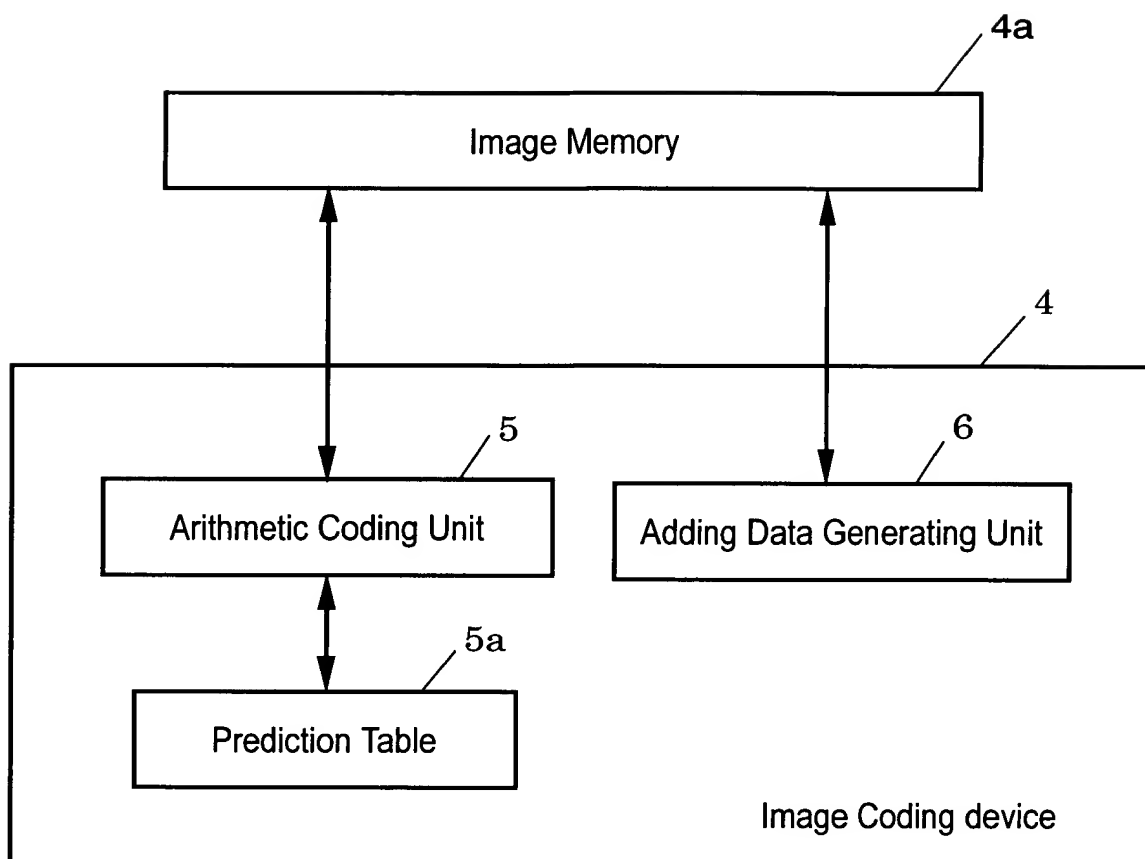 4a
Image Memory
4
5
6
Arithmetic Coding Unit
Adding Data Generating Unit
5a
Prediction Table
Image Coding device